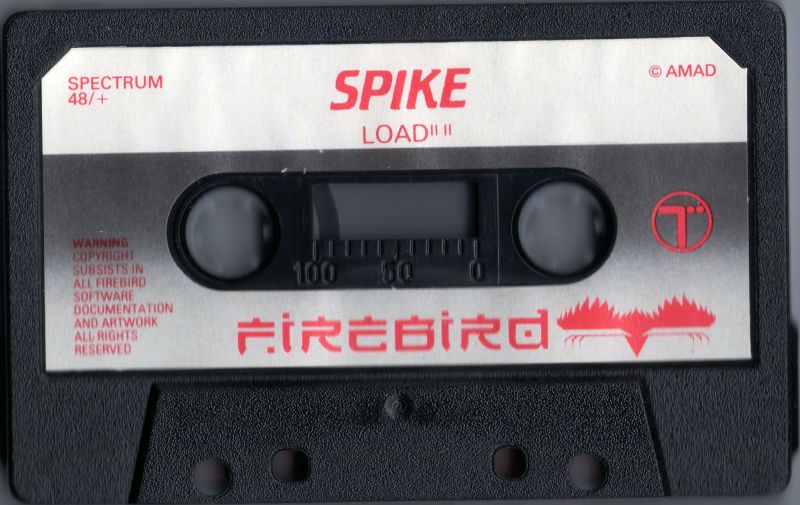 SPECTRUM
48/+
SPIKE
LOAD""
© AMAD
WARNING
COPYRIGHT
SUBSISTS IN
ALL FIREBIRD
SOFTWARE
DOCUMENTATION
AND ARTWORK
ALL RIGHTS
RESERVED
100 50 0
T
FIREBIRD